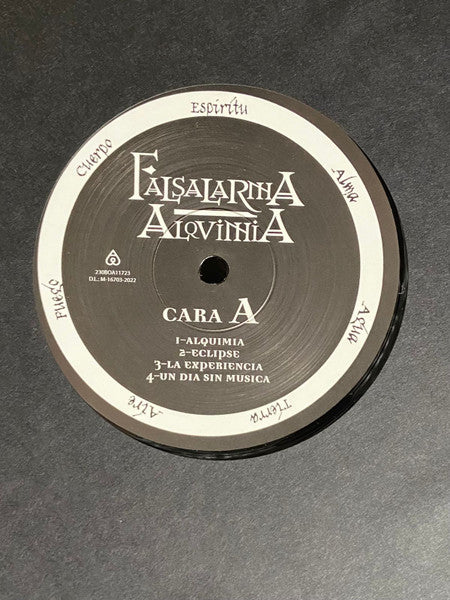 Espíritu
Alma
Agua
Tierra
Aire
Fuego
Cuerpo
FALSALARMA
ALQVIMIA
230BOA11723
D.L.: M-16703-2022
CARA A
1-ALQUIMIA
2-ECLIPSE
3-LA EXPERIENCIA
4-UN DIA SIN MUSICA